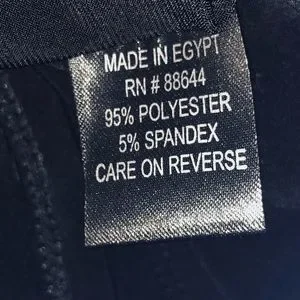 MADE IN EGYPT
RN # 88644
95% POLYESTER
5% SPANDEX
CARE ON REVERSE